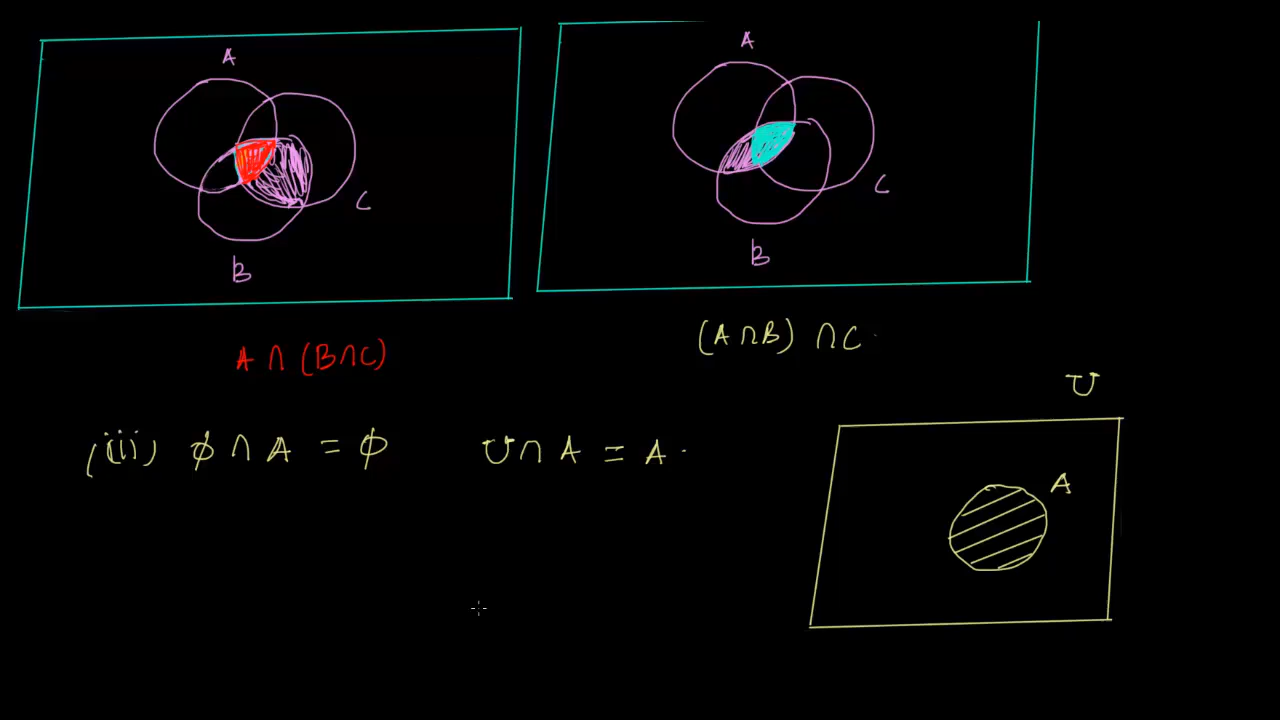 A
A
C
C
B
B
A ∩ (B∩C)
(A∩B) ∩C.
U
(iii) ϕ ∩ A = ϕ U∩ A = A.
A